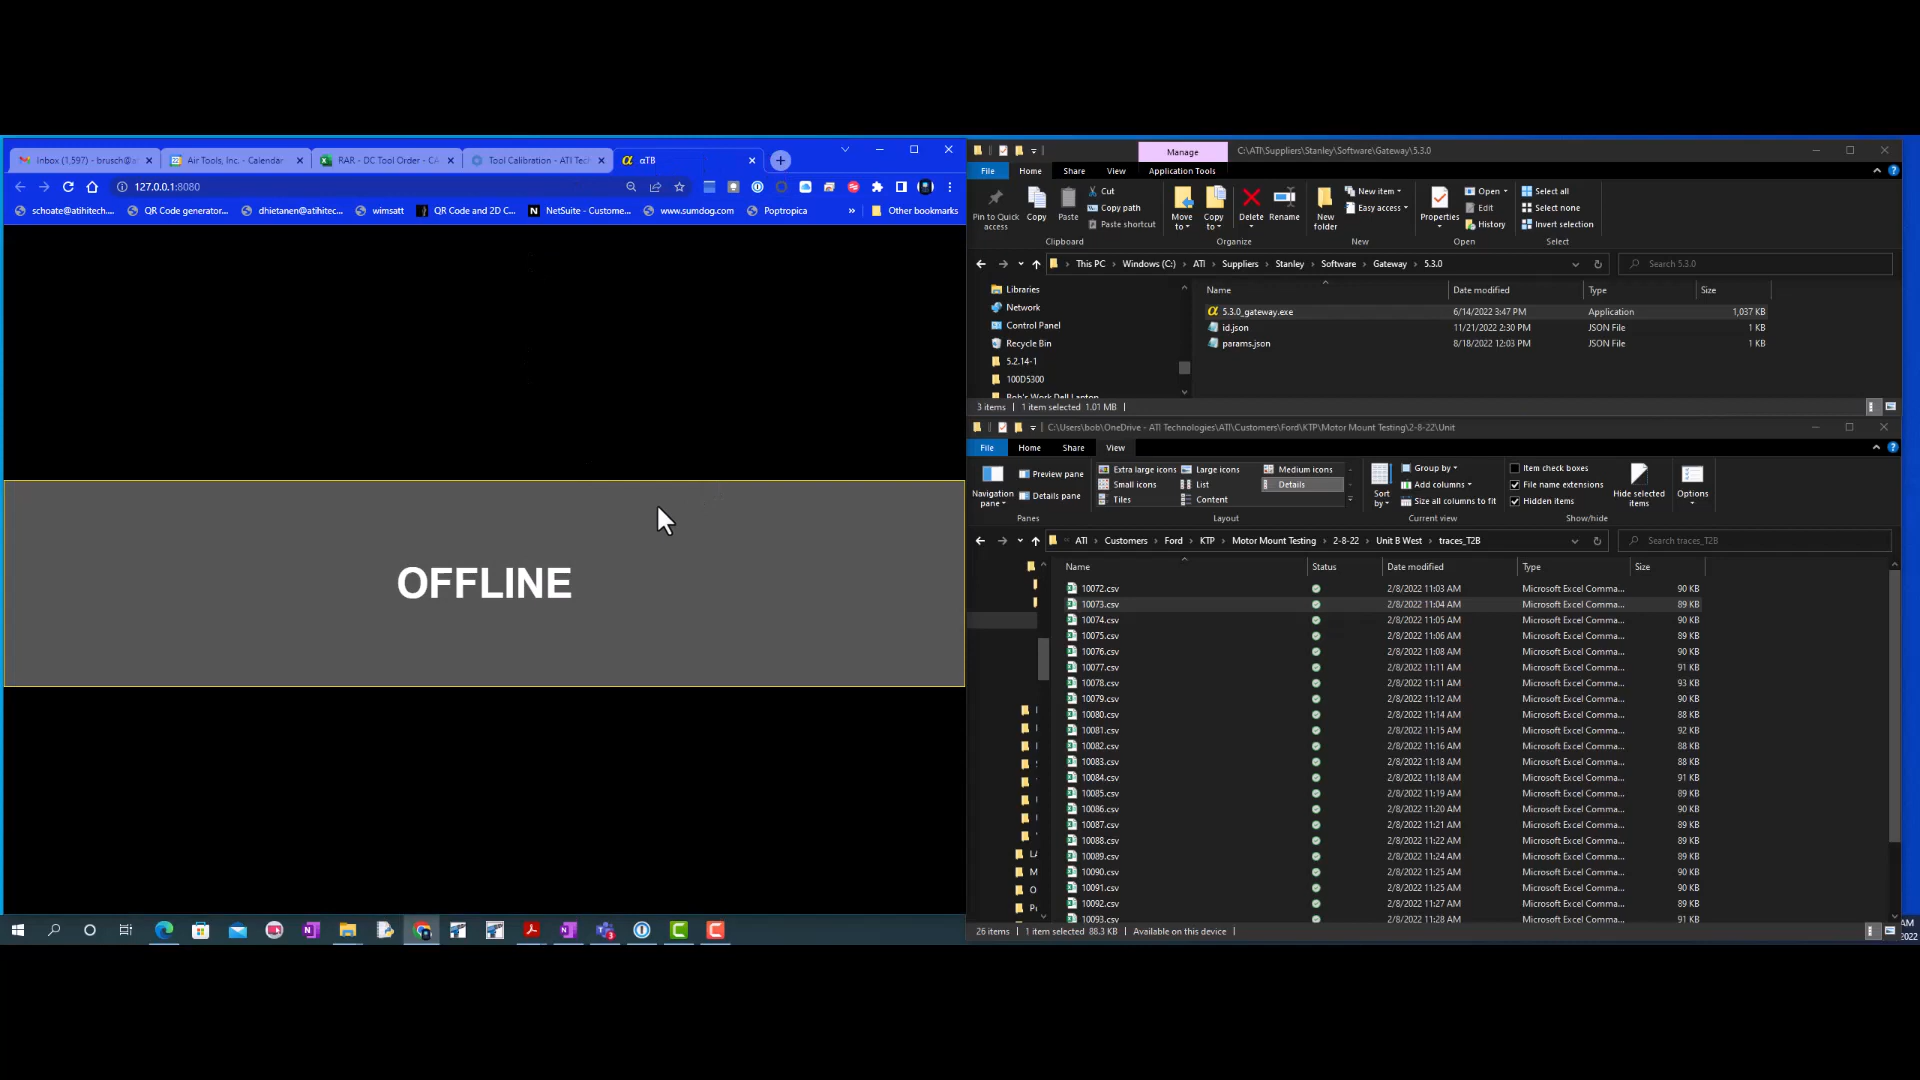 Inbox (1,597) - brusch@a
Air Tools, Inc. - Calendar
RAR - DC Tool Order - CA
Tool Calibration - ATI Tech
αTB
127.0.0.1:8080
schoate@atihitech....
QR Code generator...
dhietanen@atihitec...
wimsatt
QR Code and 2D C...
NetSuite - Custome...
www.sumdog.com
Poptropica
»
Other bookmarks
OFFLINE
Manage
C:\ATI\Suppliers\Stanley\Software\Gateway\5.3.0
File
Home
Share
View
Application Tools
Pin to Quick access
Copy
Paste
Cut
Copy path
Paste shortcut
Move to
Copy to
Delete
Rename
New folder
New item
Easy access
Properties
Open
Edit
History
Select all
Select none
Invert selection
Clipboard
Organize
New
Open
Select
This PC > Windows (C:) > ATI > Suppliers > Stanley > Software > Gateway > 5.3.0
Search 5.3.0
Name Date modified Type Size
Libraries
Network
Control Panel
Recycle Bin
5.2.14-1
100D5300
Bob's Work Dell Laptop
5.3.0_gateway.exe 6/14/2022 3:47 PM Application 1,037 KB
id.json 11/21/2022 2:30 PM JSON File 1 KB
params.json 8/18/2022 12:03 PM JSON File 1 KB
3 items 1 item selected 1.01 MB
C:\Users\bob\OneDrive - ATI Technologies\ATI\Customers\Ford\KTP\Motor Mount Testing\2-8-22\Unit
File
Home
Share
View
Navigation pane
Preview pane
Details pane
Extra large icons
Large icons
Medium icons
Small icons
List
Details
Tiles
Content
Sort by
Group by
Add columns
Size all columns to fit
Item check boxes
File name extensions
Hidden items
Hide selected items
Options
Panes
Layout
Current view
Show/hide
ATI > Customers > Ford > KTP > Motor Mount Testing > 2-8-22 > Unit B West > traces_T2B
Search traces_T2B
Name Status Date modified Type Size
10072.csv 2/8/2022 11:03 AM Microsoft Excel Comma... 90 KB
10073.csv 2/8/2022 11:04 AM Microsoft Excel Comma... 89 KB
10074.csv 2/8/2022 11:05 AM Microsoft Excel Comma... 90 KB
10075.csv 2/8/2022 11:06 AM Microsoft Excel Comma... 89 KB
10076.csv 2/8/2022 11:08 AM Microsoft Excel Comma... 90 KB
10077.csv 2/8/2022 11:11 AM Microsoft Excel Comma... 91 KB
10078.csv 2/8/2022 11:11 AM Microsoft Excel Comma... 93 KB
10079.csv 2/8/2022 11:12 AM Microsoft Excel Comma... 90 KB
10080.csv 2/8/2022 11:14 AM Microsoft Excel Comma... 88 KB
10081.csv 2/8/2022 11:15 AM Microsoft Excel Comma... 92 KB
10082.csv 2/8/2022 11:16 AM Microsoft Excel Comma... 88 KB
10083.csv 2/8/2022 11:18 AM Microsoft Excel Comma... 88 KB
10084.csv 2/8/2022 11:18 AM Microsoft Excel Comma... 91 KB
10085.csv 2/8/2022 11:19 AM Microsoft Excel Comma... 89 KB
10086.csv 2/8/2022 11:20 AM Microsoft Excel Comma... 90 KB
10087.csv 2/8/2022 11:21 AM Microsoft Excel Comma... 89 KB
10088.csv 2/8/2022 11:22 AM Microsoft Excel Comma... 90 KB
10089.csv 2/8/2022 11:24 AM Microsoft Excel Comma... 89 KB
10090.csv 2/8/2022 11:25 AM Microsoft Excel Comma... 90 KB
10091.csv 2/8/2022 11:25 AM Microsoft Excel Comma... 90 KB
10092.csv 2/8/2022 11:27 AM Microsoft Excel Comma... 89 KB
10093.csv 2/8/2022 11:28 AM Microsoft Excel Comma... 91 KB
26 items 1 item selected 88.3 KB Available on this device
AM
2022